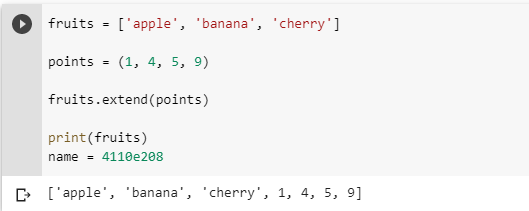 fruits = ['apple', 'banana', 'cherry']
points = (1, 4, 5, 9)
fruits.extend(points)
print(fruits)
name = 4110e208
['apple', 'banana', 'cherry', 1, 4, 5, 9]